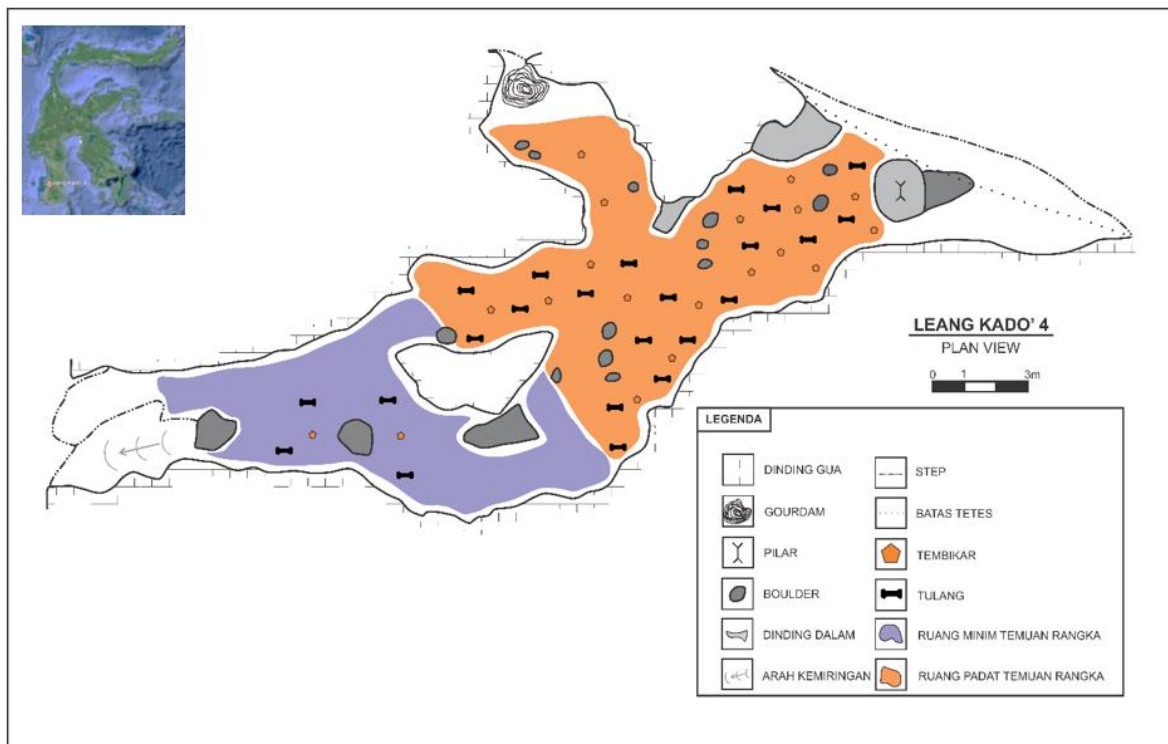 LEANG KADO' 4
PLAN VIEW
0 1 3m
LEGENDA
DINDING GUA
GOURDAM
PILAR
BOULDER
DINDING DALAM
ARAH KEMIRINGAN
STEP
BATAS TETES
TEMBIKAR
TULANG
RUANG MINIM TEMUAN RANGKA
RUANG PADAT TEMUAN RANGKA